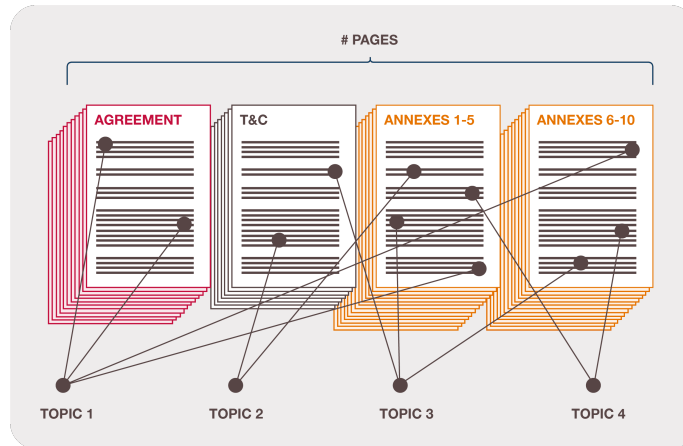 # PAGES
AGREEMENT
T&C
ANNEXES 1-5
ANNEXES 6-10
TOPIC 1
TOPIC 2
TOPIC 3
TOPIC 4